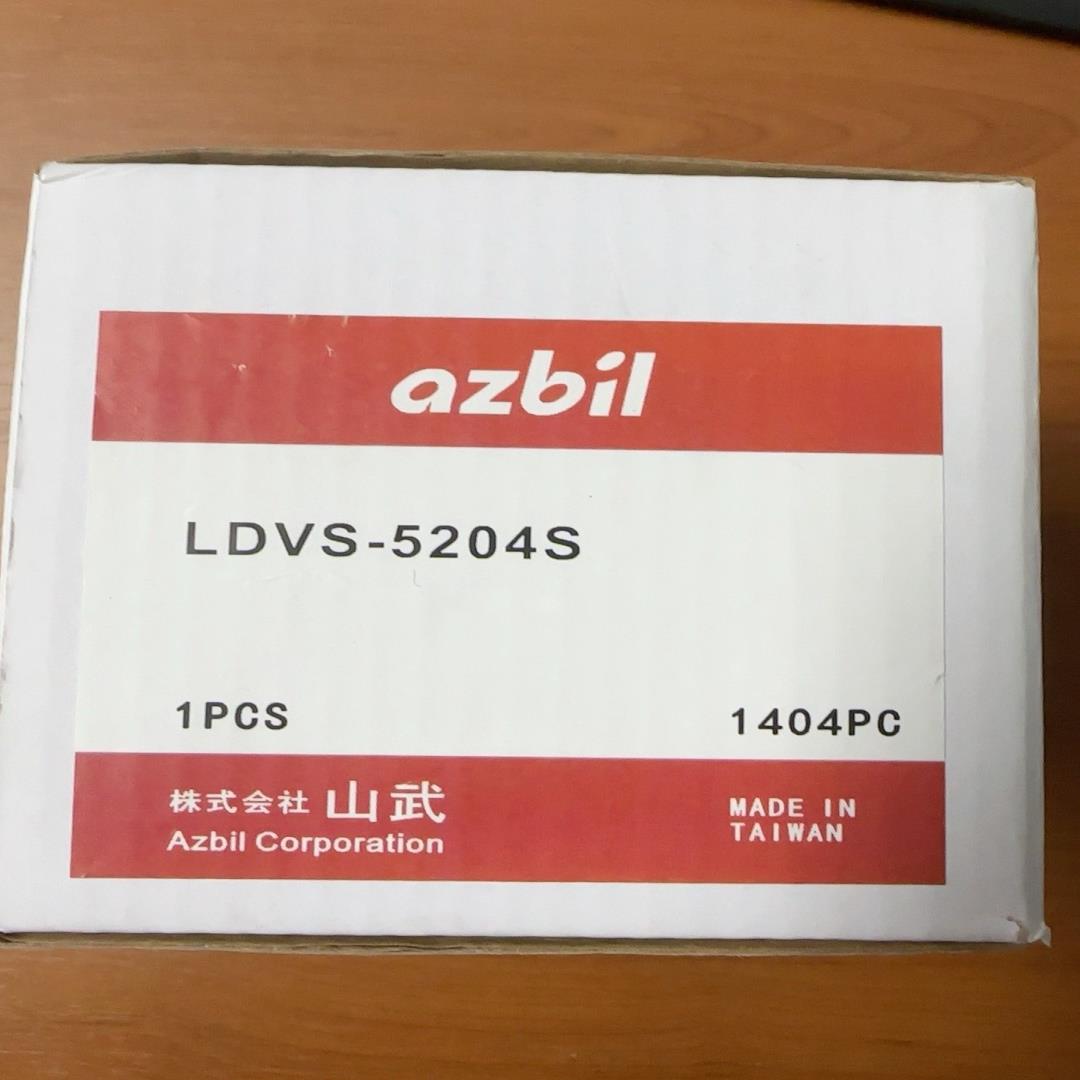 azbil
LDVS-5204S
1PCS
1404PC
株式会社 山武
Azbil Corporation
MADE IN
TAIWAN